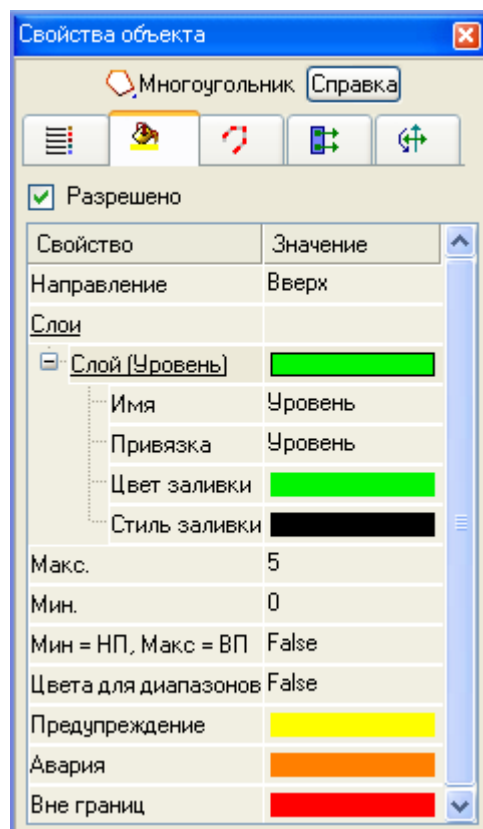 Свойства объекта
Многоугольник Справка
Разрешено
Свойство Значение
Направление Вверх
Слои
Слой (Уровень)
Имя Уровень
Привязка Уровень
Цвет заливки
Стиль заливки
Макс. 5
Мин. 0
Мин = НП, Макс = ВП False
Цвета для диапазонов False
Предупреждение
Авария
Вне границ